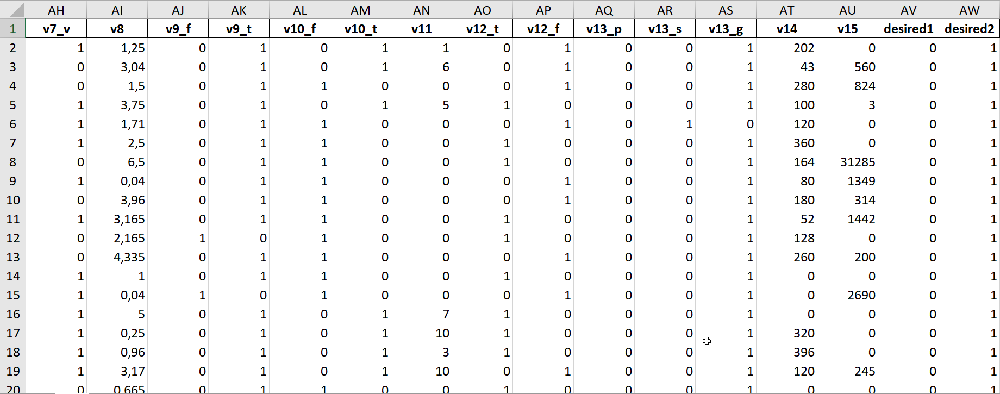 AH AI AJ AK AL AM AN AO AP AQ AR AS AT AU AV AW
1 v7_v v8 v9_f v9_t v10_f v10_t v11 v12_t v12_f v13_p v13_s v13_g v14 v15 desired1 desired2
2 1 1,25 0 1 0 1 1 0 1 0 0 1 202 0 0 1
3 0 3,04 0 1 0 1 6 0 1 0 0 1 43 560 0 1
4 0 1,5 0 1 1 0 0 0 1 0 0 1 280 824 0 1
5 1 3,75 0 1 0 1 5 1 0 0 0 1 100 3 0 1
6 1 1,71 0 1 1 0 0 0 1 0 1 0 120 0 0 1
7 1 2,5 0 1 1 0 0 1 0 0 0 1 360 0 0 1
8 0 6,5 0 1 1 0 0 1 0 0 0 1 164 31285 0 1
9 1 0,04 0 1 1 0 0 0 1 0 0 1 80 1349 0 1
10 0 3,96 0 1 1 0 0 0 1 0 0 1 180 314 0 1
11 1 3,165 0 1 1 0 0 1 0 0 0 1 52 1442 0 1
12 0 2,165 1 0 1 0 0 1 0 0 0 1 128 0 0 1
13 0 4,335 0 1 1 0 0 0 1 0 0 1 260 200 0 1
14 1 1 0 1 1 0 0 1 0 0 0 1 0 0 0 1
15 1 0,04 1 0 1 0 0 0 1 0 0 1 0 2690 0 1
16 1 5 0 1 0 1 7 1 0 0 0 1 0 0 0 1
17 1 0,25 0 1 0 1 10 1 0 0 0 1 320 0 0 1
18 1 0,96 0 1 0 1 3 1 0 0 0 1 396 0 0 1
19 1 3,17 0 1 0 1 10 0 1 0 0 1 120 245 0 1
20 0 0,665 0 1 1 0 0 1 0 0 0 1 0 0 0 1